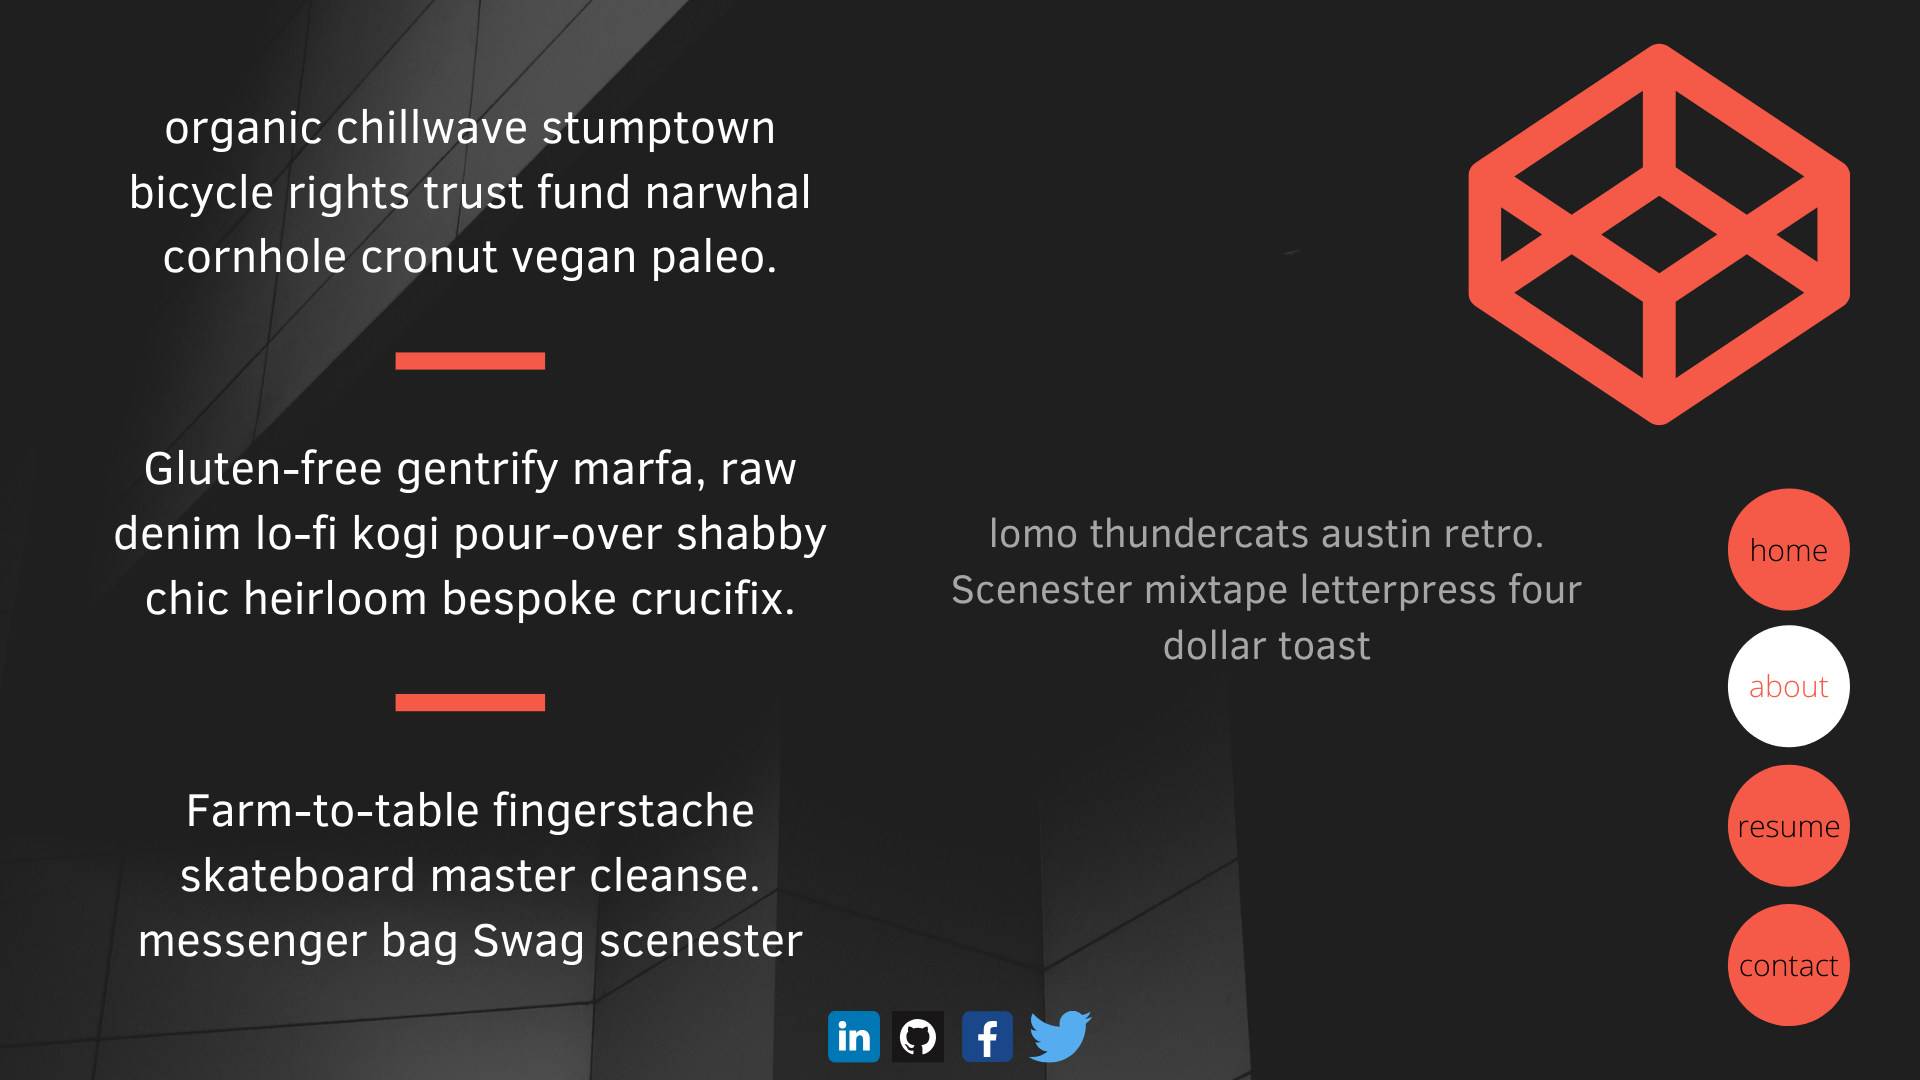 organic chillwave stumptown
bicycle rights trust fund narwhal
cornhole cronut vegan paleo.
Gluten-free gentrify marfa, raw
denim lo-fi kogi pour-over shabby
chic heirloom bespoke crucifix.
Farm-to-table fingerstache
skateboard master cleanse.
messenger bag Swag scenester
lomo thundercats austin retro.
Scenester mixtape letterpress four
dollar toast
home
about
resume
contact
in
f